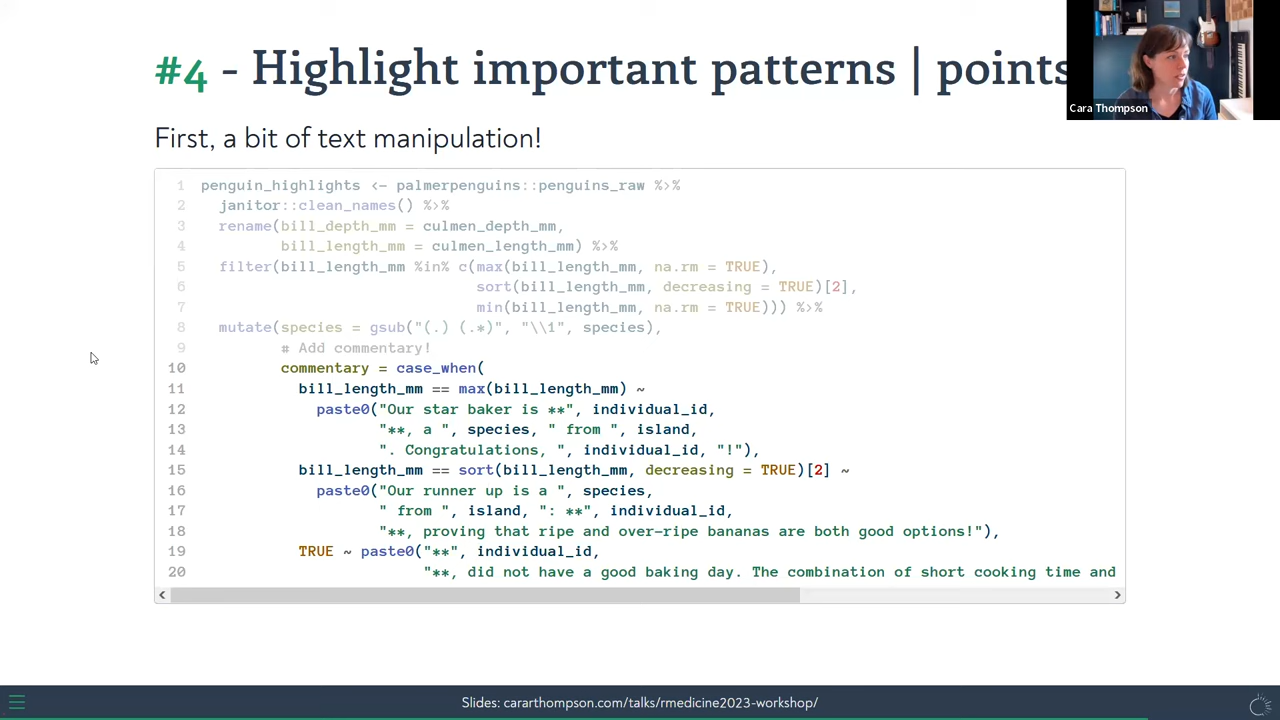 #4 - Highlight important patterns | points
Cara Thompson
First, a bit of text manipulation!
1 penguin_highlights <- palmerpenguins::penguins_raw %>%
2 janitor::clean_names() %>%
3 rename(bill_depth_mm = culmen_depth_mm,
4 bill_length_mm = culmen_length_mm) %>%
5 filter(bill_length_mm %in% c(max(bill_length_mm, na.rm = TRUE),
6 sort(bill_length_mm, decreasing = TRUE)[2],
7 min(bill_length_mm, na.rm = TRUE))) %>%
8 mutate(species = gsub("(.) (.*)", "\\1", species),
9 # Add commentary!
10 commentary = case_when(
11 bill_length_mm == max(bill_length_mm) ~
12 paste0("Our star baker is **", individual_id,
13 "**, a ", species, " from ", island,
14 ". Congratulations, ", individual_id, "!"),
15 bill_length_mm == sort(bill_length_mm, decreasing = TRUE)[2] ~
16 paste0("Our runner up is a ", species,
17 " from ", island, ": **", individual_id,
18 "**, proving that ripe and over-ripe bananas are both good options!"),
19 TRUE ~ paste0("**", individual_id,
20 "**, did not have a good baking day. The combination of short cooking time and
Slides: cararthompson.com/talks/rmedicine2023-workshop/